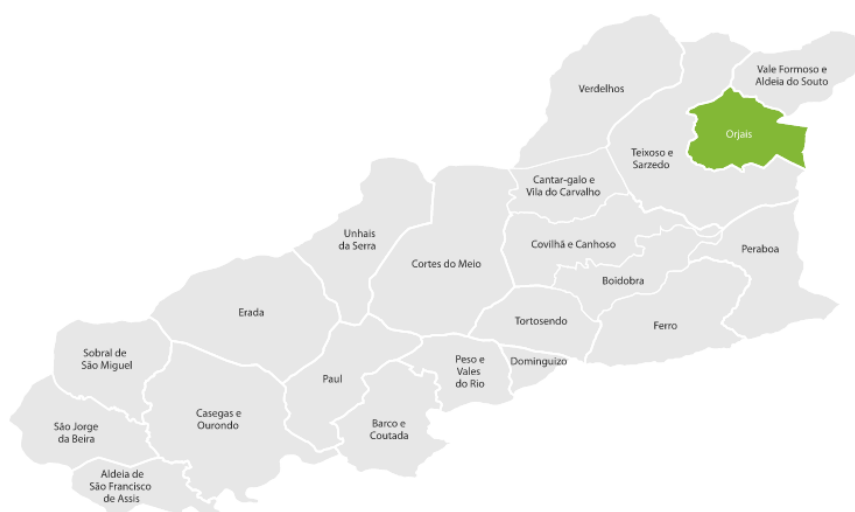 Vale Formoso e
Aldeia do Souto
Verdelhos
Orjais
Teixoso e
Sarzedo
Cantar-galo e
Vila do Carvalho
Unhais
da Serra
Covilhã e Canhoso
Peraboa
Cortes do Meio
Boidobra
Erada
Tortosendo
Ferro
Sobral de
São Miguel
Peso e
Vales
do Rio
Dominguizo
Paul
Casegas e
Ourondo
Barco e
Coutada
São Jorge
da Beira
Aldeia de
São Francisco
de Assis